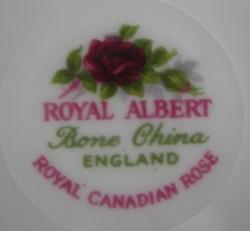 ROYAL ALBERT
Bone China
ENGLAND
ROYAL CANADIAN ROSE